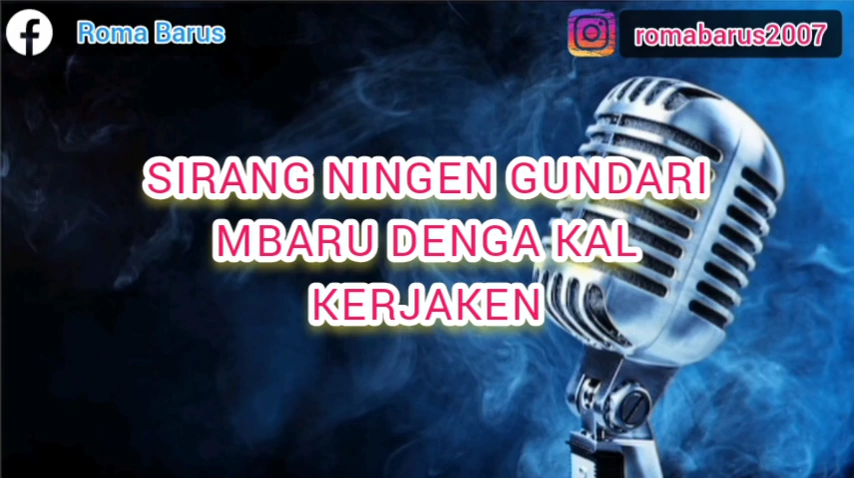 Roma Barus
romabarus2007
SIRANG NINGEN GUNDARI
MBARU DENGA KAL
KERJAKEN